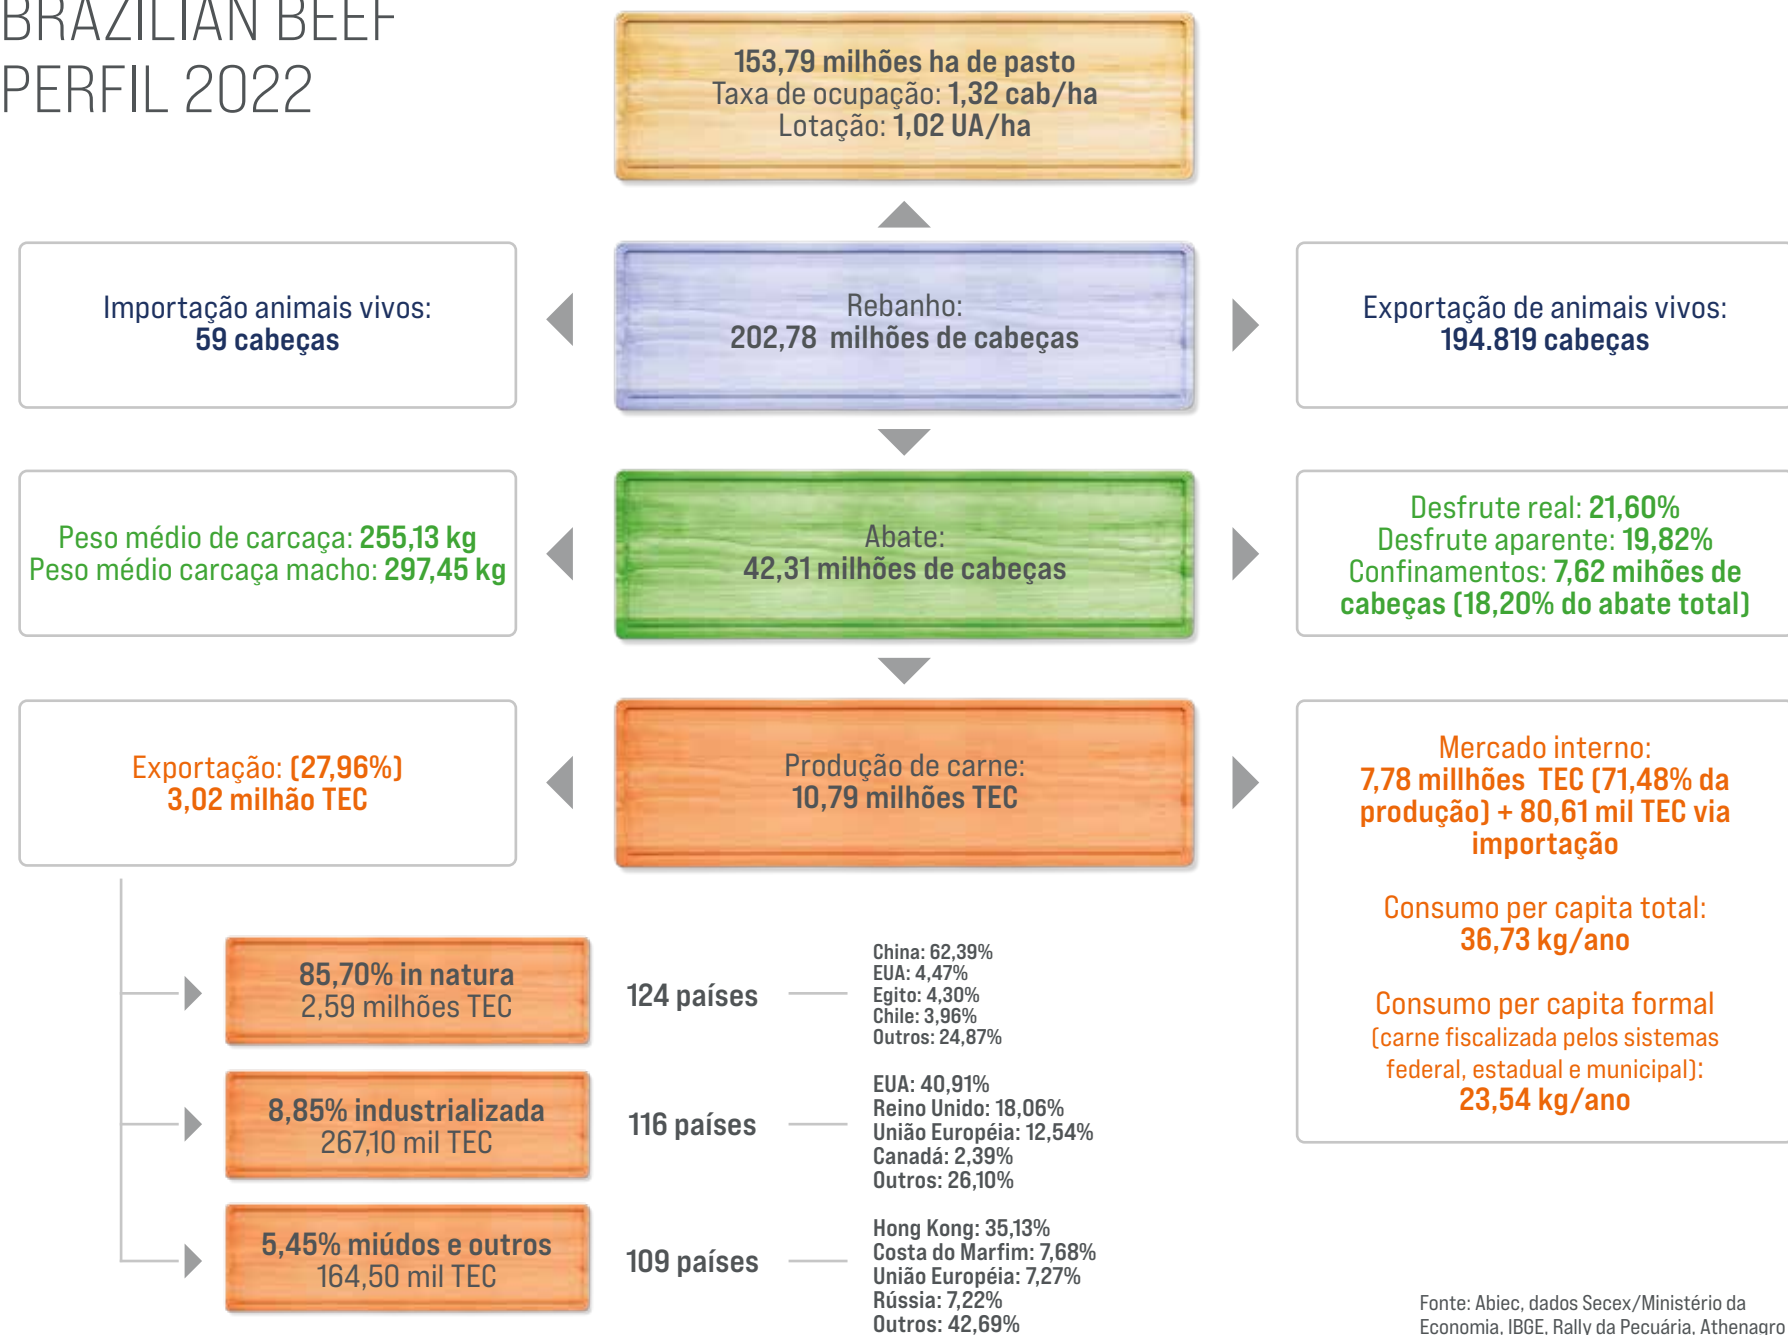 BRAZILIAN BEEF
PERFIL 2022
153,79 milhões ha de pasto
Taxa de ocupação: 1,32 cab/ha
Lotação: 1,02 UA/ha
Importação animais vivos:
59 cabeças
Rebanho:
202,78 milhões de cabeças
Exportação de animais vivos:
194.819 cabeças
Peso médio de carcaça: 255,13 kg
Peso médio carcaça macho: 297,45 kg
Abate:
42,31 milhões de cabeças
Desfrute real: 21,60%
Desfrute aparente: 19,82%
Confinamentos: 7,62 mihões de
cabeças (18,20% do abate total)
Exportação: (27,96%)
3,02 milhão TEC
Produção de carne:
10,79 milhões TEC
Mercado interno:
7,78 millhões TEC (71,48% da
produção) + 80,61 mil TEC via
importação
Consumo per capita total:
36,73 kg/ano
Consumo per capita formal
(carne fiscalizada pelos sistemas
federal, estadual e municipal):
23,54 kg/ano
85,70% in natura
2,59 milhões TEC
124 países
China: 62,39%
EUA: 4,47%
Egito: 4,30%
Chile: 3,96%
Outros: 24,87%
8,85% industrializada
267,10 mil TEC
116 países
EUA: 40,91%
Reino Unido: 18,06%
União Européia: 12,54%
Canadá: 2,39%
Outros: 26,10%
5,45% miúdos e outros
164,50 mil TEC
109 países
Hong Kong: 35,13%
Costa do Marfim: 7,68%
União Européia: 7,27%
Rússia: 7,22%
Outros: 42,69%
Fonte: Abiec, dados Secex/Ministério da
Economia, IBGE, Rally da Pecuária, Athenagro